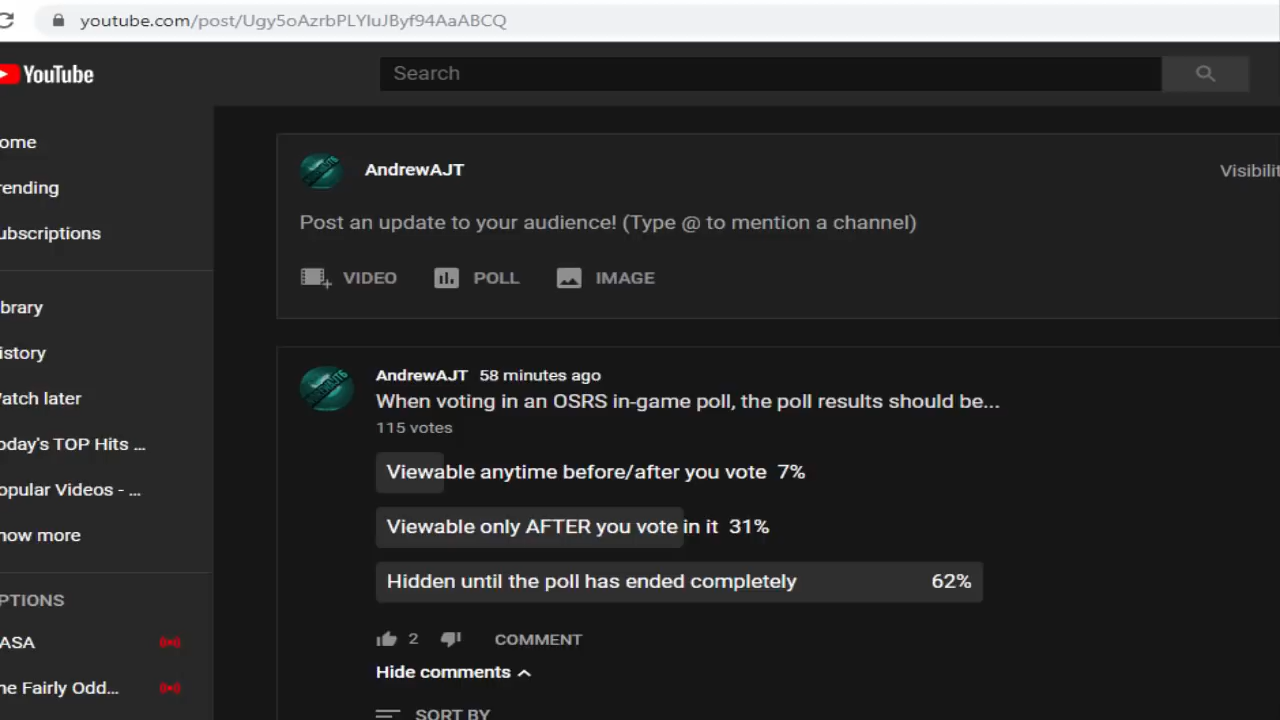 youtube.com/post/Ugy5oAzrbPLYIuJByf94AaABCQ
YouTube
Search
ome
rending
ubscriptions
ibrary
istory
atch later
oday's TOP Hits ...
opular Videos - ...
how more
PTIONS
ASA
he Fairly Odd...
AndrewAJT
Visibilit
Post an update to your audience! (Type @ to mention a channel)
VIDEO POLL IMAGE
AndrewAJT 58 minutes ago
When voting in an OSRS in-game poll, the poll results should be...
115 votes
Viewable anytime before/after you vote 7%
Viewable only AFTER you vote in it 31%
Hidden until the poll has ended completely 62%
2 COMMENT
Hide comments
SORT BY